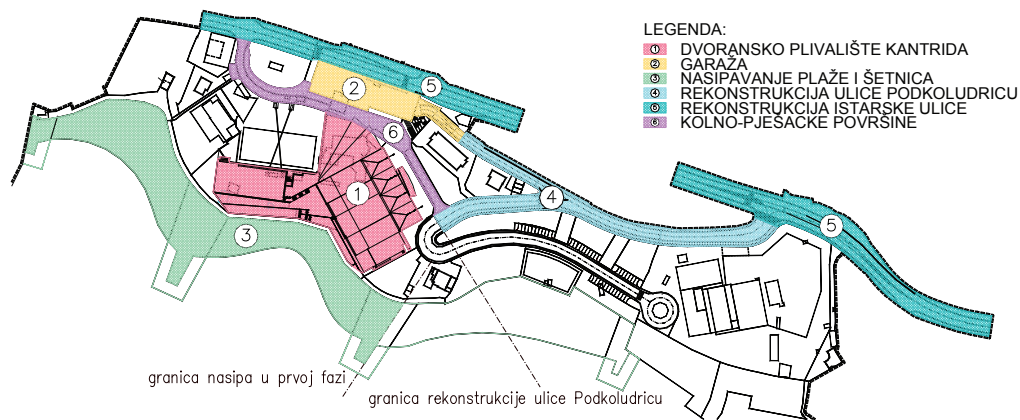 LEGENDA:
① DVORANSKO PLIVALIŠTE KANTRIDA
② GARAŽA
③ NASIPAVANJE PLAŽE I ŠETNICA
④ REKONSTRUKCIJA ULICE PODKOLUDRICU
⑤ REKONSTRUKCIJA ISTARSKE ULICE
⑥ KOLNO-PJEŠAČKE POVRŠINE
5
2
6
1
4
3
5
granica nasipa u prvoj fazi
granica rekonstrukcije ulice Podkoludricu